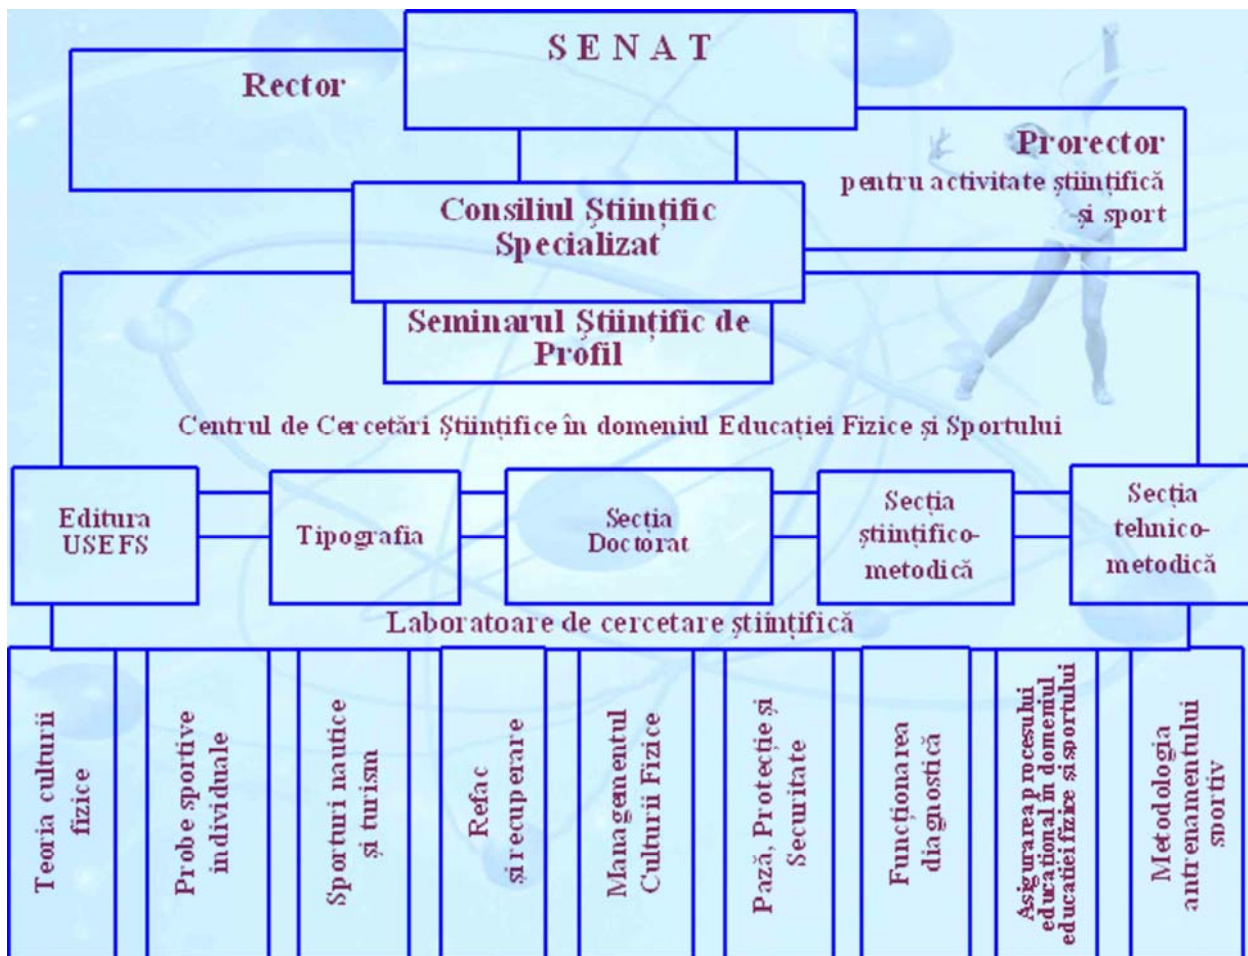 S E N A T
Rector
Prorector
pentru activitate științifică
și sport
Consiliul Științific
Specializat
Seminarul Științific de
Profil
Centrul de Cercetări Științifice în domeniul Educației Fizice și Sportului
Editura
USEFS
Tipografia
Secția
Doctorat
Secția
științifico-
metodică
Secția
tehnico-
metodică
Laboratoare de cercetare științifică
Teoria culturii
fizice
Probe sportive
individuale
Sporturi nautice
și turism
Refac
și recuperare
Managementul
Culturii Fizice
Pază, Protecție și
Securitate
Funcționarea
diagnostică
Asigurarea procesului
educational în domeniul
educatiei fizice și sportului
Metodologia
antrenamentului
sportiv